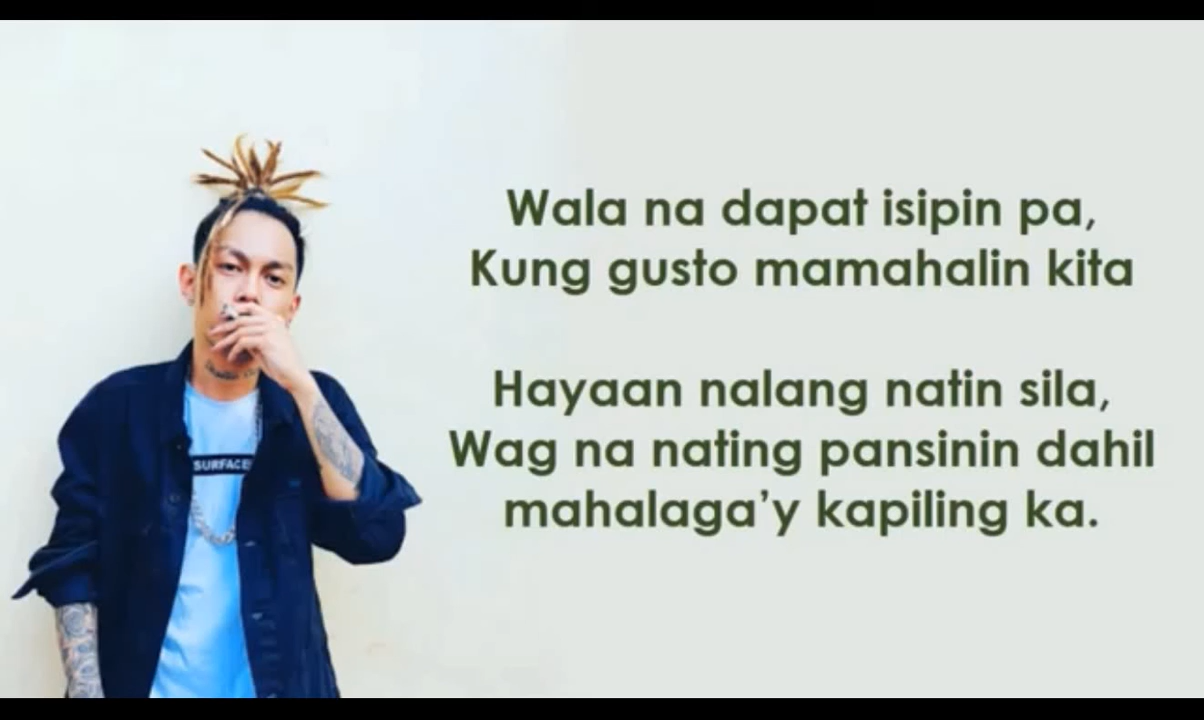 Wala na dapat isipin pa,
Kung gusto mamahalin kita
Hayaan nalang natin sila,
Wag na nating pansinin dahil
mahalaga'y kapiling ka.
SURFACE